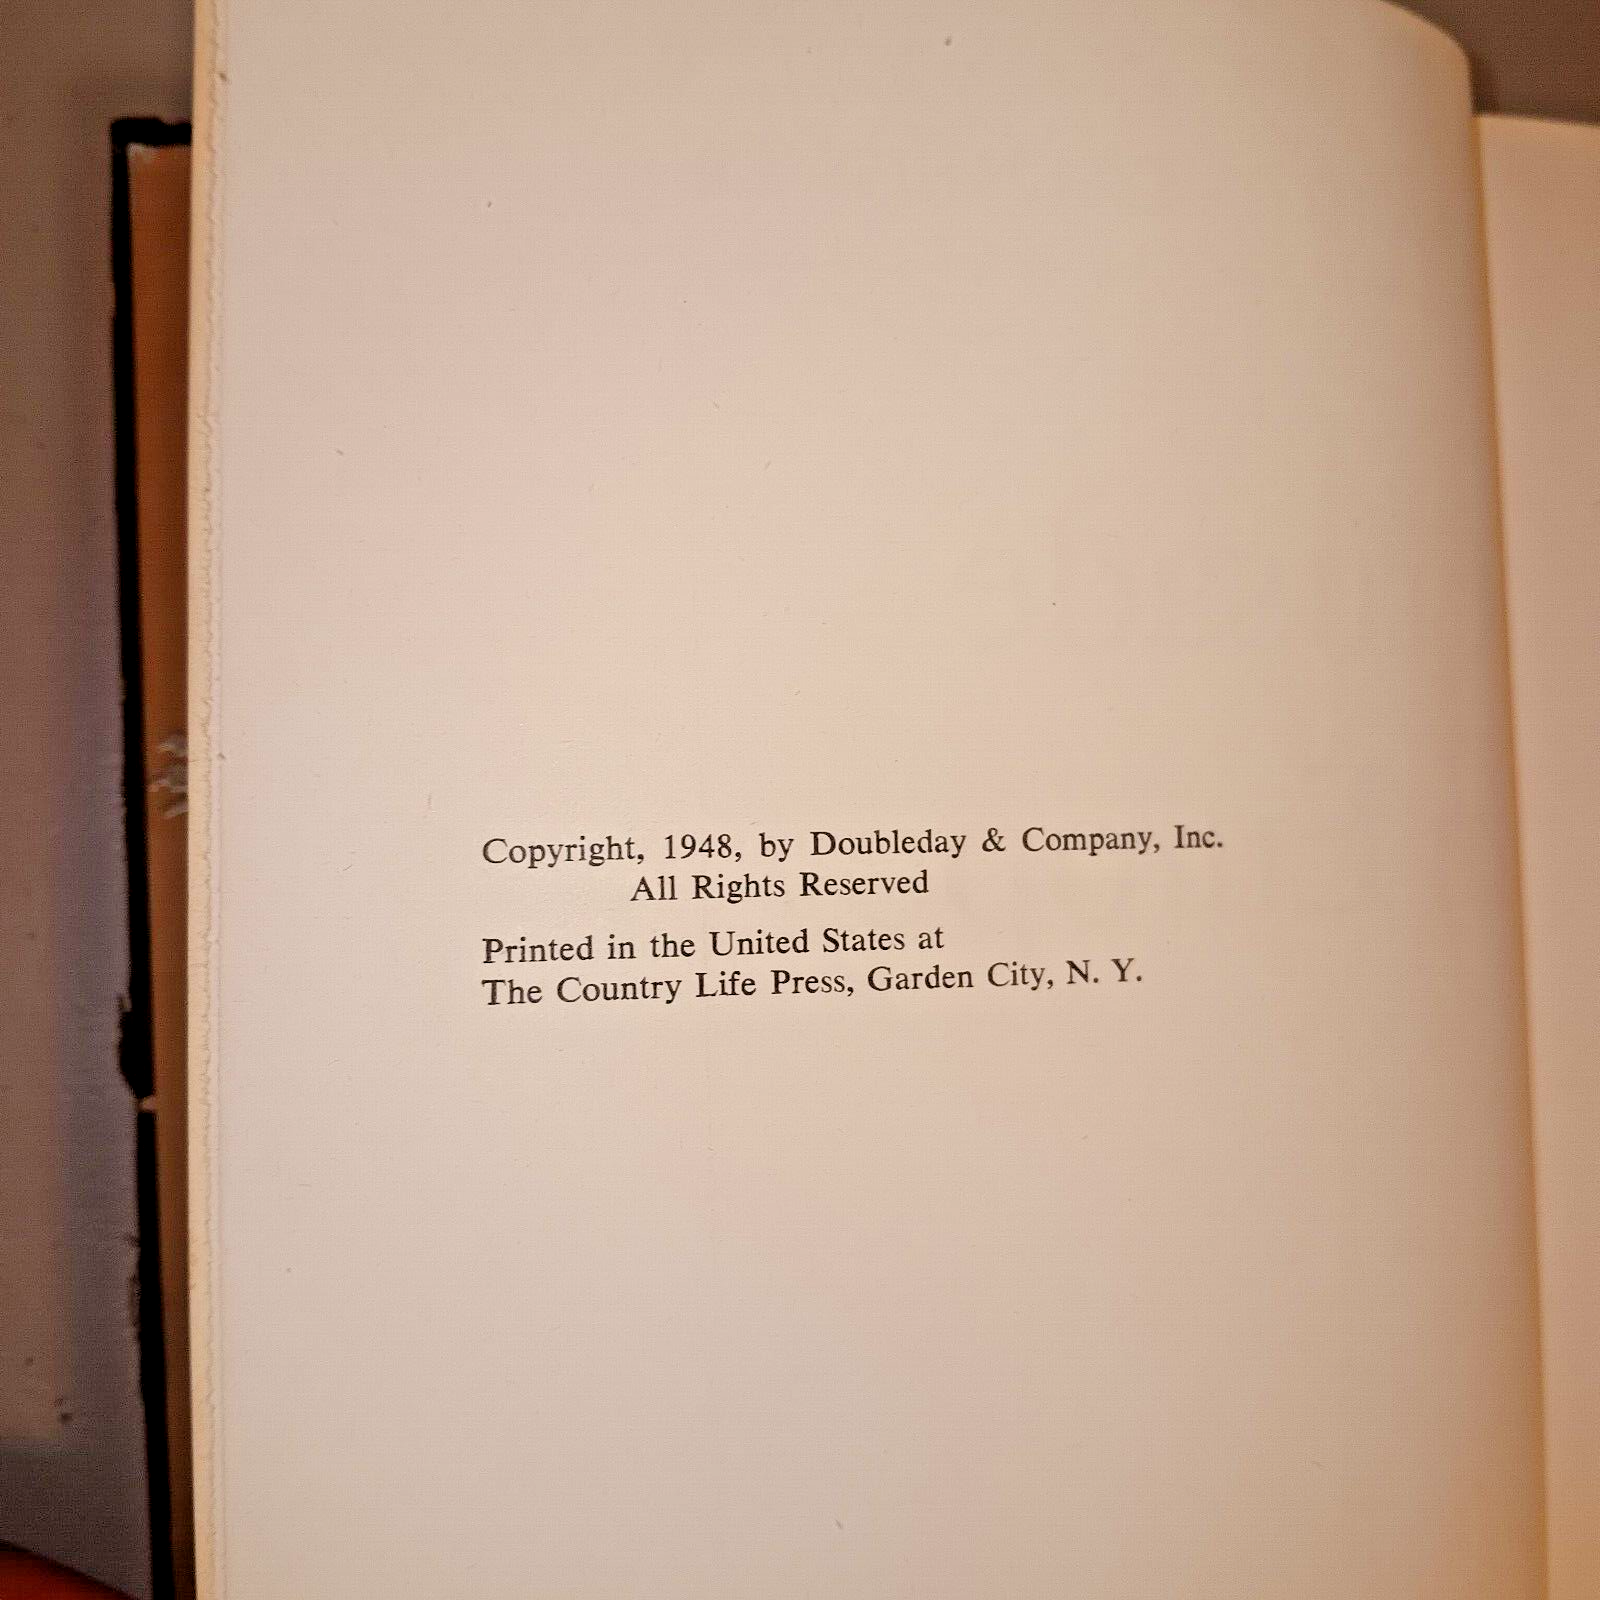 Copyright, 1948, by Doubleday & Company, Inc.
All Rights Reserved
Printed in the United States at
The Country Life Press, Garden City, N. Y.